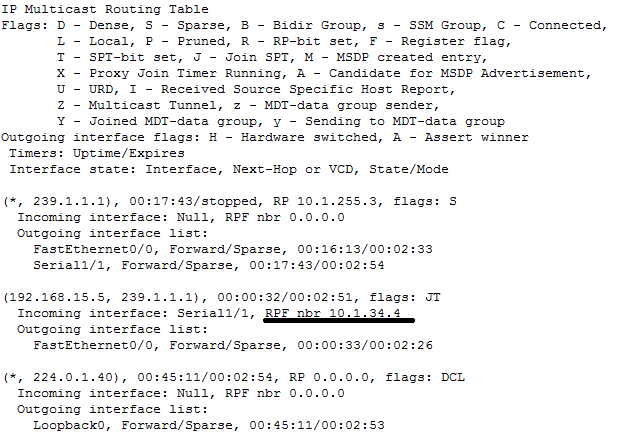 IP Multicast Routing Table
Flags: D - Dense, S - Sparse, B - Bidir Group, s - SSM Group, C - Connected,
L - Local, P - Pruned, R - RP-bit set, F - Register flag,
T - SPT-bit set, J - Join SPT, M - MSDP created entry,
X - Proxy Join Timer Running, A - Candidate for MSDP Advertisement,
U - URD, I - Received Source Specific Host Report,
Z - Multicast Tunnel, z - MDT-data group sender,
Y - Joined MDT-data group, y - Sending to MDT-data group
Outgoing interface flags: H - Hardware switched, A - Assert winner
Timers: Uptime/Expires
Interface state: Interface, Next-Hop or VCD, State/Mode
(*, 239.1.1.1), 00:17:43/stopped, RP 10.1.255.3, flags: S
Incoming interface: Null, RPF nbr 0.0.0.0
Outgoing interface list:
FastEthernet0/0, Forward/Sparse, 00:16:13/00:02:33
Serial1/1, Forward/Sparse, 00:17:43/00:02:54
(192.168.15.5, 239.1.1.1), 00:00:32/00:02:51, flags: JT
Incoming interface: Serial1/1, RPF nbr 10.1.34.4
Outgoing interface list:
FastEthernet0/0, Forward/Sparse, 00:00:33/00:02:26
(*, 224.0.1.40), 00:45:11/00:02:54, RP 0.0.0.0, flags: DCL
Incoming interface: Null, RPF nbr 0.0.0.0
Outgoing interface list:
Loopback0, Forward/Sparse, 00:45:11/00:02:53